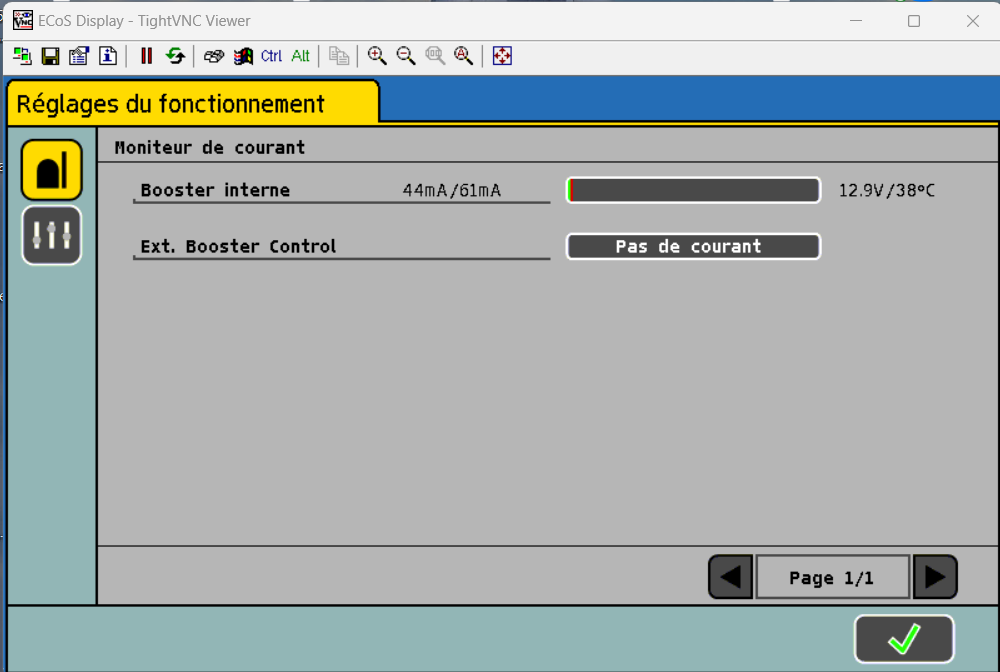 ECoS Display - TightVNC Viewer
Ctrl Alt
Réglages du fonctionnement
Moniteur de courant
Booster interne 44mA/61mA 12.9V/38°C
Ext. Booster Control Pas de courant
Page 1/1